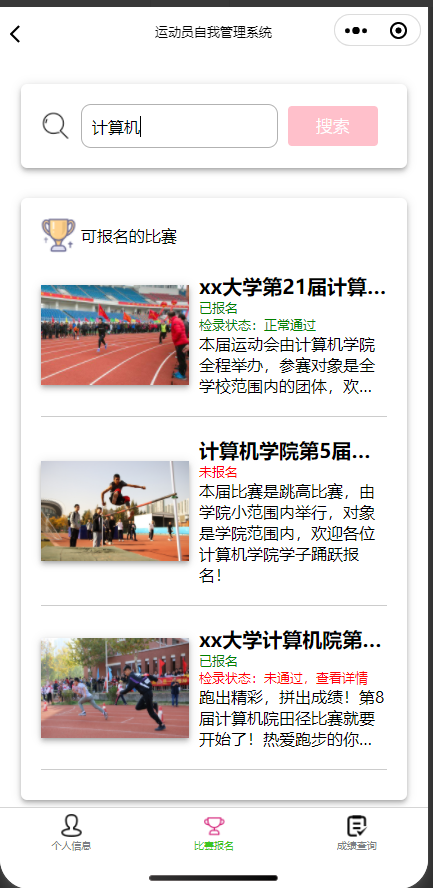 运动员自我管理系统
计算机
搜索
可报名的比赛
xx大学第21届计算...
已报名
检录状态：正常通过
本届运动会由计算机学院
全程举办，参赛对象是全
学校范围内的团体，欢...
计算机学院第5届...
未报名
本届比赛是跳高比赛，由
学院小范围内举行，对象
是学院范围内，欢迎各位
计算机学院学子踊跃报
名！
xx大学计算机院第...
已报名
检录状态：未通过，查看详情
跑出精彩，拼出成绩！第8
届计算机院田径比赛就要
开始了！热爱跑步的你...
个人信息
比赛报名
成绩查询